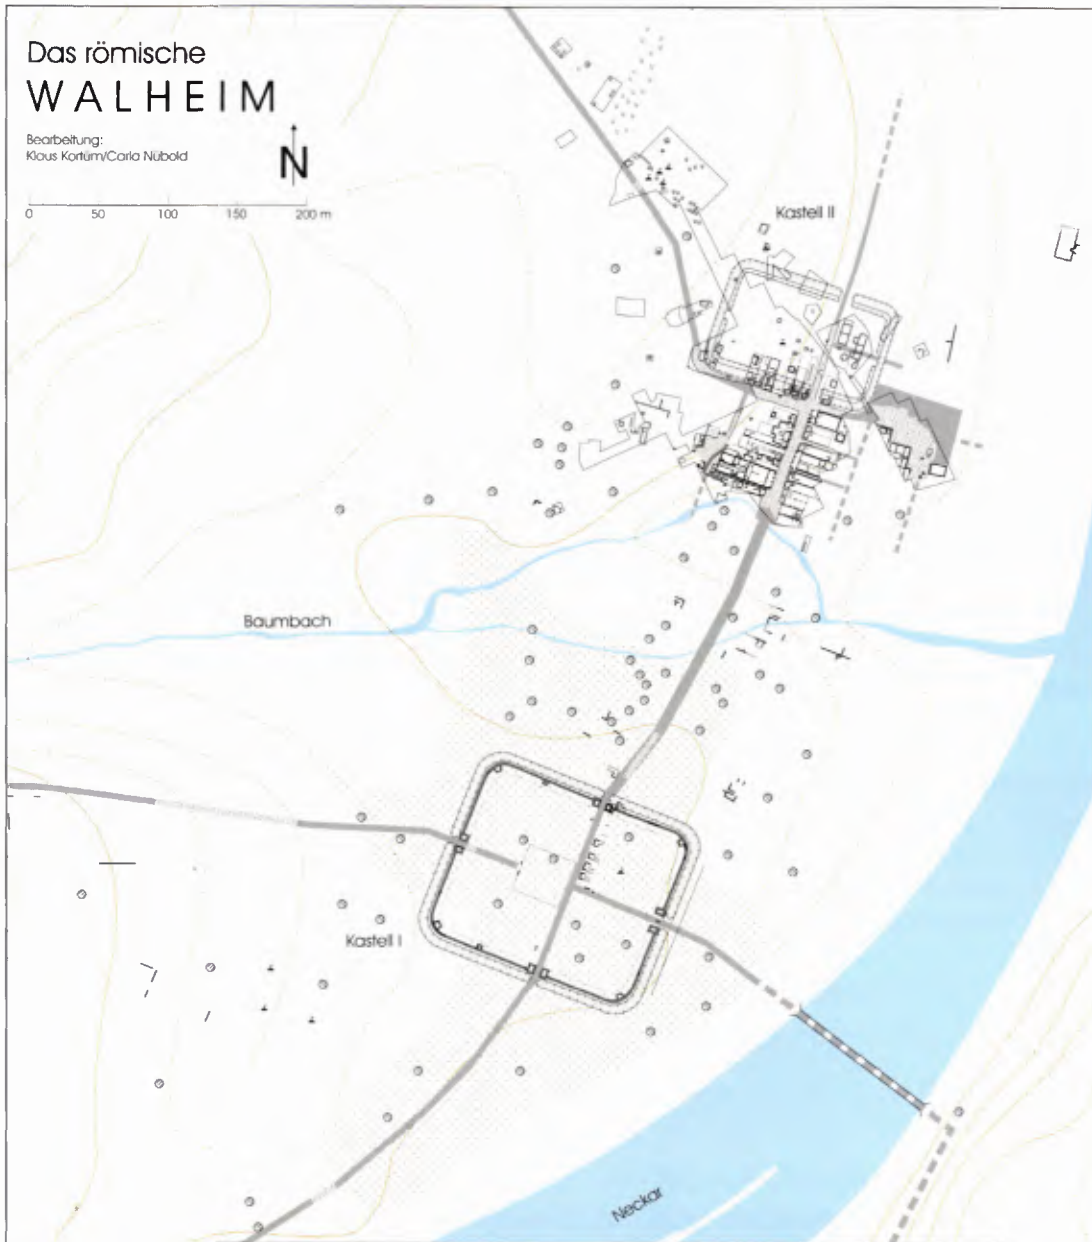 Das römische
WALHEIM
Bearbeitung:
Klaus Kortüm/Carla Nübold
N
0 50 100 150 200 m
Kastell II
Baumbach
Kastell I
Neckar